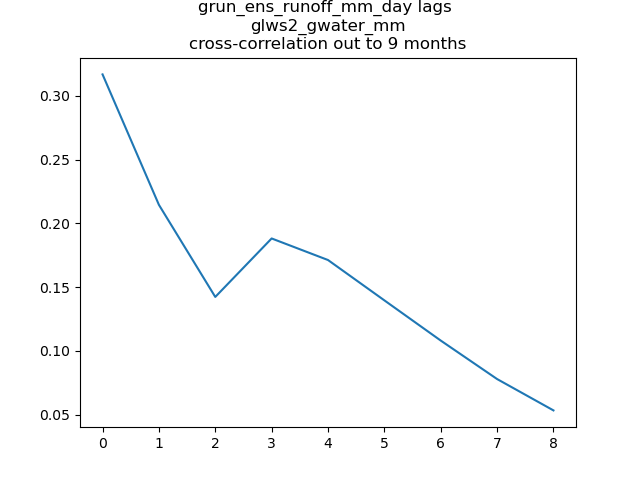 grun_ens_runoff_mm_day lags
glws2_gwater_mm
cross-correlation out to 9 months
0.30
0.25
0.20
0.15
0.10
0.05
0 1 2 3 4 5 6 7 8